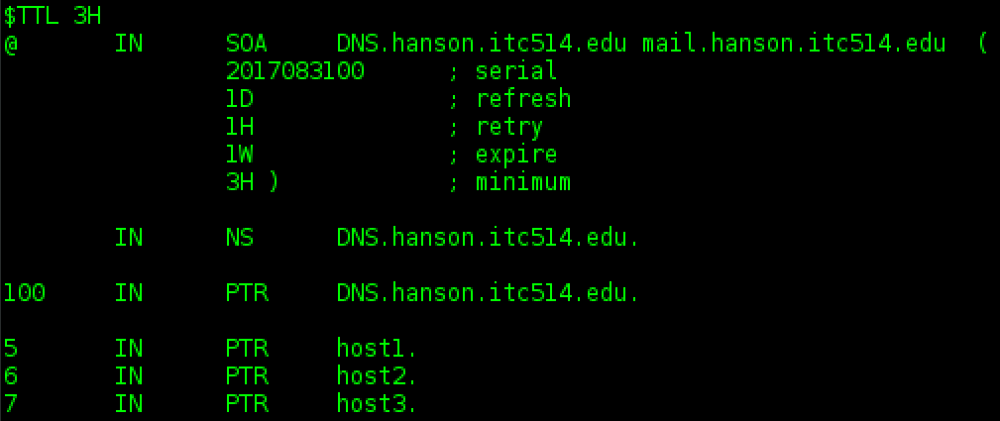 $TTL 3H
@ IN SOA DNS.hanson.itc514.edu mail.hanson.itc514.edu (
2017083100 ; serial
1D ; refresh
1H ; retry
1W ; expire
3H ) ; minimum
IN NS DNS.hanson.itc514.edu.
100 IN PTR DNS.hanson.itc514.edu.
5 IN PTR host1.
6 IN PTR host2.
7 IN PTR host3.